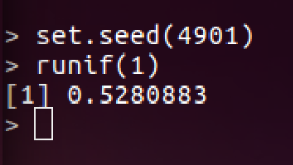 > set.seed(4901)
> runif(1)
[1] 0.5280883
>